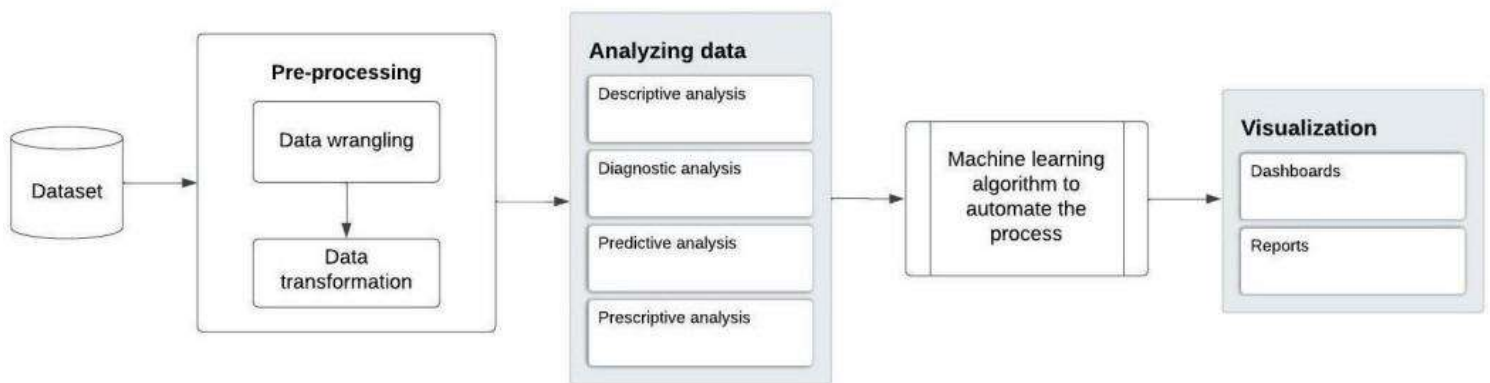 Dataset
Pre-processing
Data wrangling
Data
transformation
Analyzing data
Descriptive analysis
Diagnostic analysis
Predictive analysis
Prescriptive analysis
Machine learning
algorithm to
automate the
process
Visualization
Dashboards
Reports